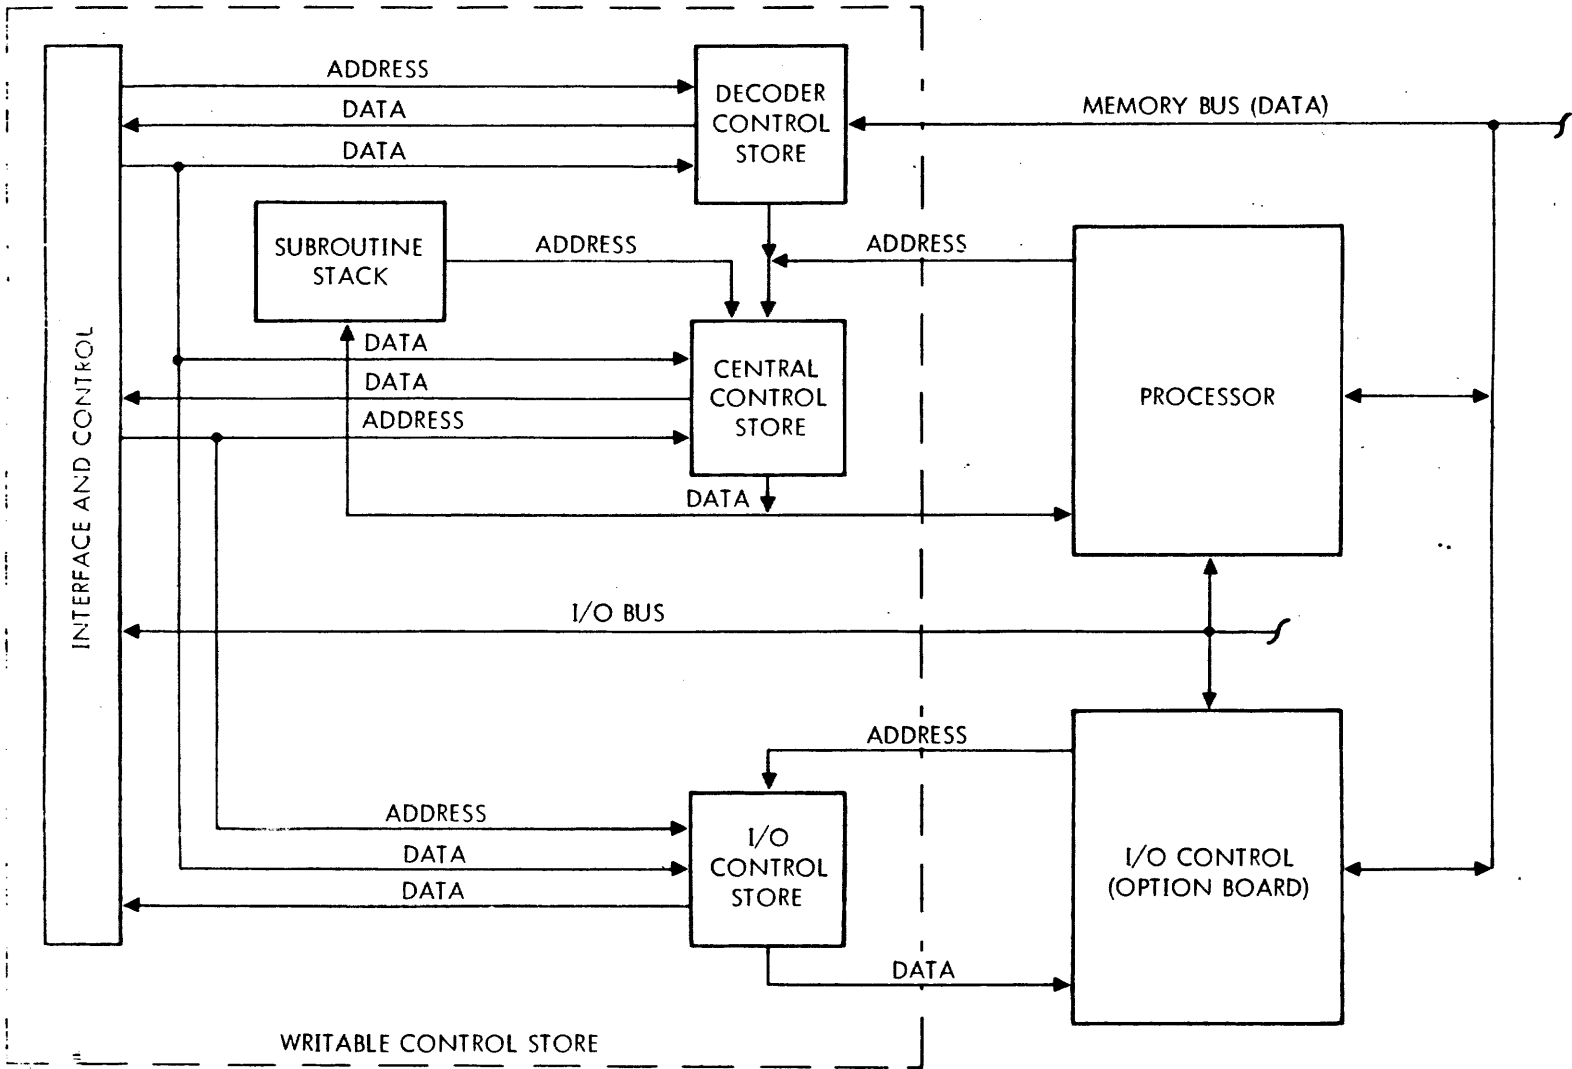 ADDRESS
DECODER
CONTROL
STORE
DATA
MEMORY BUS (DATA)
DATA
SUBROUTINE
STACK
ADDRESS
ADDRESS
INTERFACE AND CONTROL
DATA
DATA
ADDRESS
CENTRAL
CONTROL
STORE
PROCESSOR
DATA
I/O BUS
ADDRESS
ADDRESS
DATA
DATA
I/O
CONTROL
STORE
I/O CONTROL
(OPTION BOARD)
DATA
WRITABLE CONTROL STORE